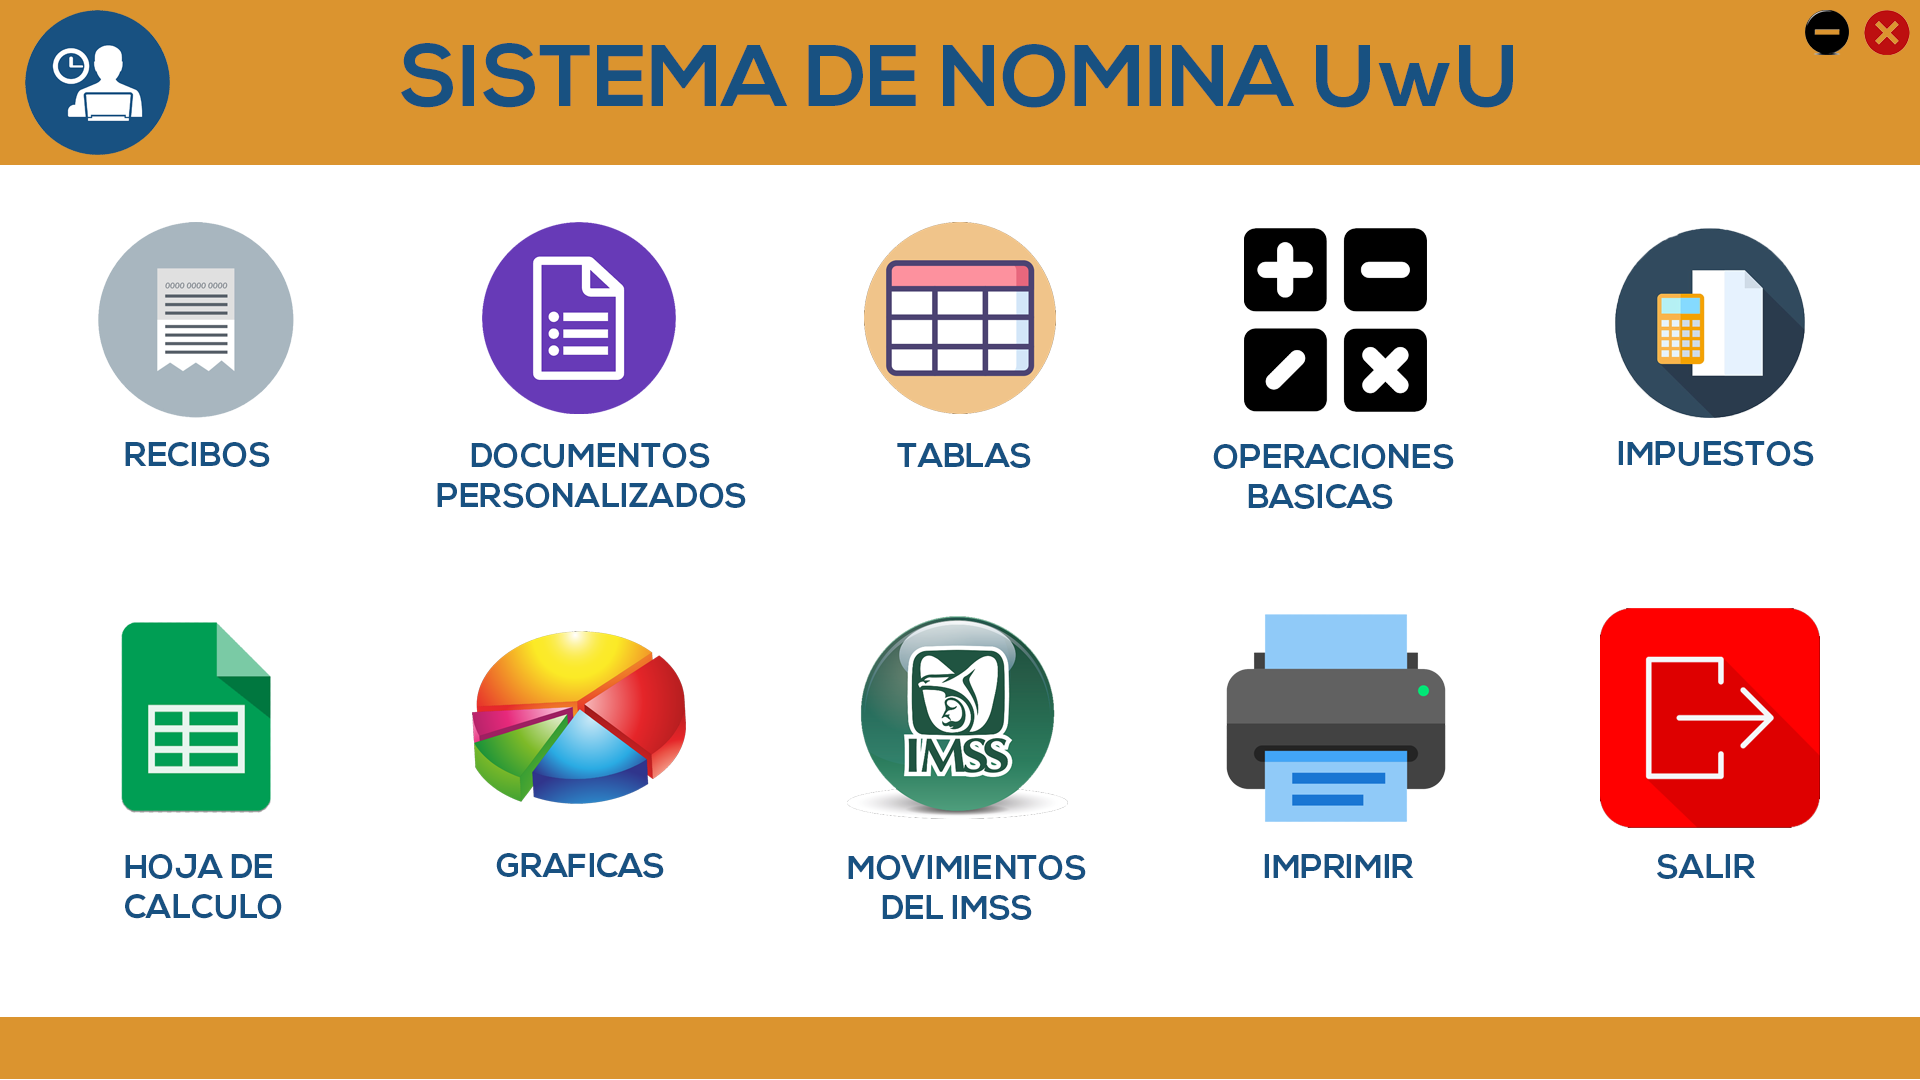 SISTEMA DE NOMINA UwU
0000 0000 0000
RECIBOS
DOCUMENTOS
PERSONALIZADOS
TABLAS
OPERACIONES
BASICAS
IMPUESTOS
HOJA DE
CALCULO
GRAFICAS
IMSS
MOVIMIENTOS
DEL IMSS
IMPRIMIR
SALIR